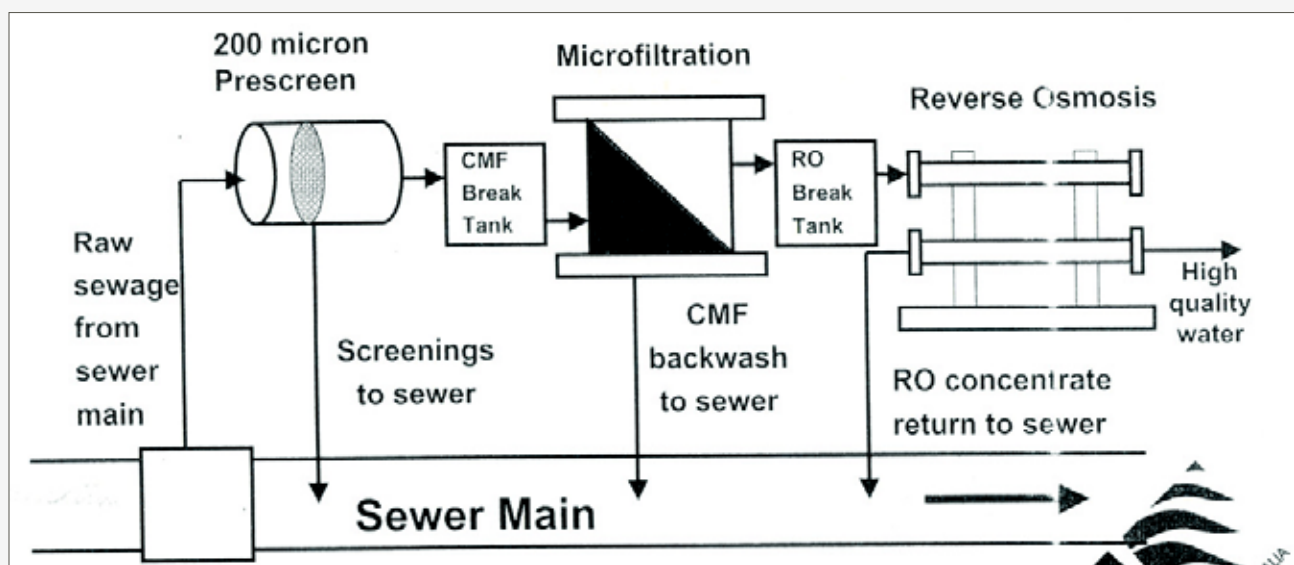 200 micron
Prescreen
Microfiltration
Reverse Osmosis
CMF
Break
Tank
RO
Break
Tank
Raw
sewage
from
sewer
main
Screenings
to sewer
CMF
backwash
to sewer
High
quality
water
RO concentrate
return to sewer
Sewer Main